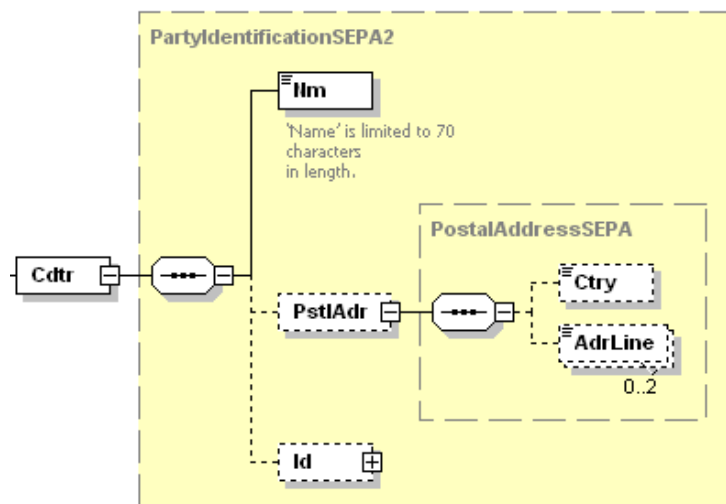 PartyIdentificationSEPA2
Nm
'Name' is limited to 70
characters
in length.
PostalAddressSEPA
Cdtr
Ctry
PstlAdr
AdrLine
0..2
Id